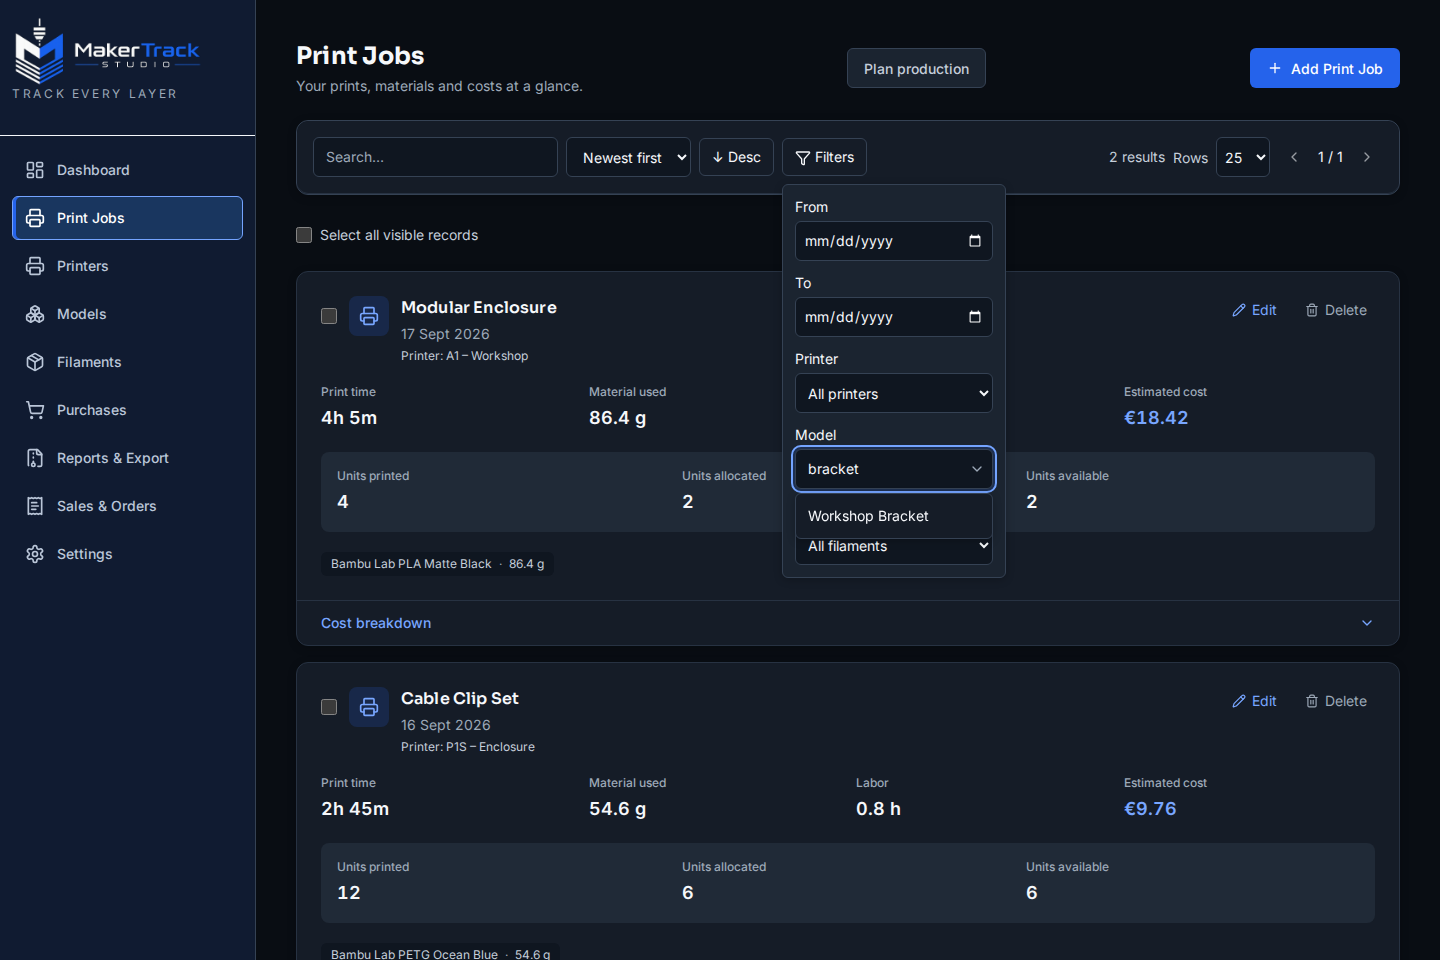 MakerTrack
STUDIO
TRACK EVERY LAYER
Dashboard
Print Jobs
Printers
Models
Filaments
Purchases
Reports & Export
Sales & Orders
Settings
Print Jobs
Your prints, materials and costs at a glance.
Plan production
Add Print Job
Search...
Newest first
Desc
Filters
2 results
Rows
25
1 / 1
From
mm/dd/yyyy
To
mm/dd/yyyy
Printer
All printers
Model
bracket
Workshop Bracket
All filaments
Select all visible records
Modular Enclosure
17 Sept 2026
Printer: A1 – Workshop
Edit
Delete
Print time
4h 5m
Material used
86.4 g
Estimated cost
€18.42
Units printed
4
Units allocated
2
Units available
2
Bambu Lab PLA Matte Black · 86.4 g
Cost breakdown
Cable Clip Set
16 Sept 2026
Printer: P1S – Enclosure
Edit
Delete
Print time
2h 45m
Material used
54.6 g
Labor
0.8 h
Estimated cost
€9.76
Units printed
12
Units allocated
6
Units available
6
Bambu Lab PETG Ocean Blue · 54.6 g